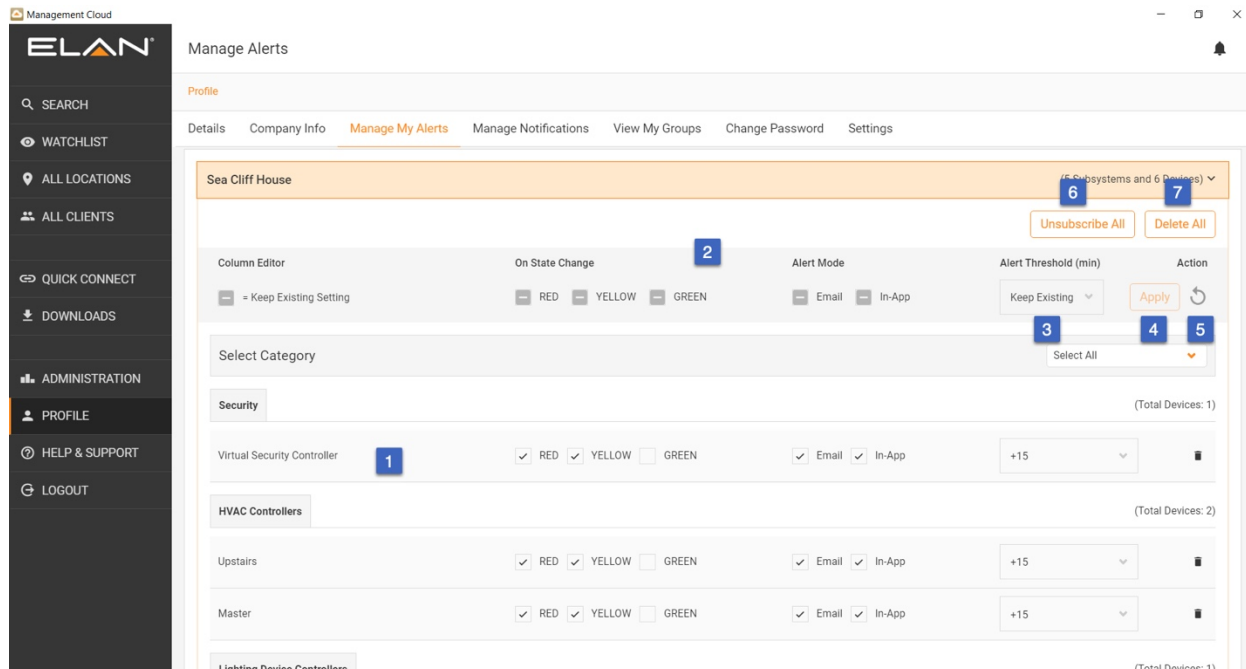 Management Cloud
ELAN®
Manage Alerts
Profile
SEARCH
WATCHLIST
ALL LOCATIONS
ALL CLIENTS
QUICK CONNECT
DOWNLOADS
ADMINISTRATION
PROFILE
HELP & SUPPORT
LOGOUT
Details Company Info Manage My Alerts Manage Notifications View My Groups Change Password Settings
Sea Cliff House (5 Subsystems and 6 Devices)
6 7
Unsubscribe All Delete All
2
Column Editor On State Change Alert Mode Alert Threshold (min) Action
= Keep Existing Setting RED YELLOW GREEN Email In-App Keep Existing Apply
3 4 5
Select Category Select All
Security (Total Devices: 1)
Virtual Security Controller 1 RED YELLOW GREEN Email In-App +15
HVAC Controllers (Total Devices: 2)
Upstairs RED YELLOW GREEN Email In-App +15
Master RED YELLOW GREEN Email In-App +15
Lighting Device Controllers (Total Devices: 1)